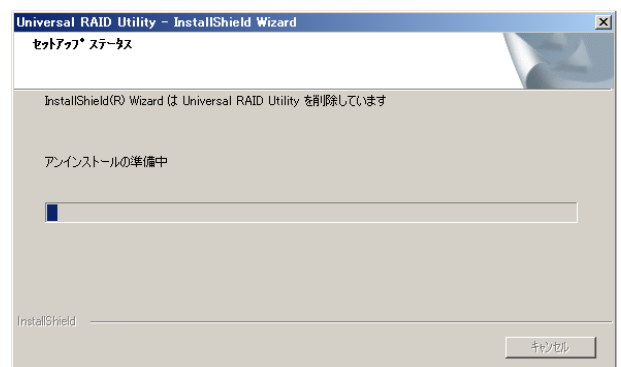 Universal RAID Utility - InstallShield Wizard
ｾｯﾄｱｯﾌﾟ ｽﾃｰﾀｽ
InstallShield(R) Wizard は Universal RAID Utility を削除しています
アンインストールの準備中
InstallShield
キャンセル